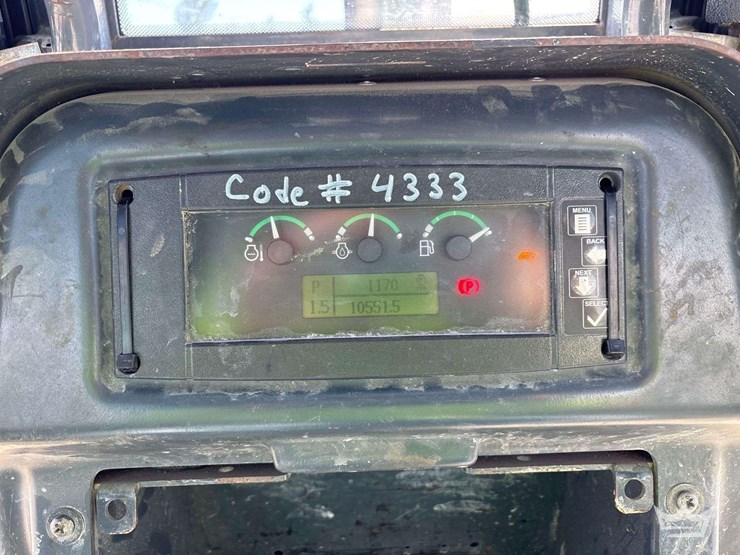 Code # 4333
MENU
BACK
P 1170
(P)
NEXT
1.5 10551.5
SELECT